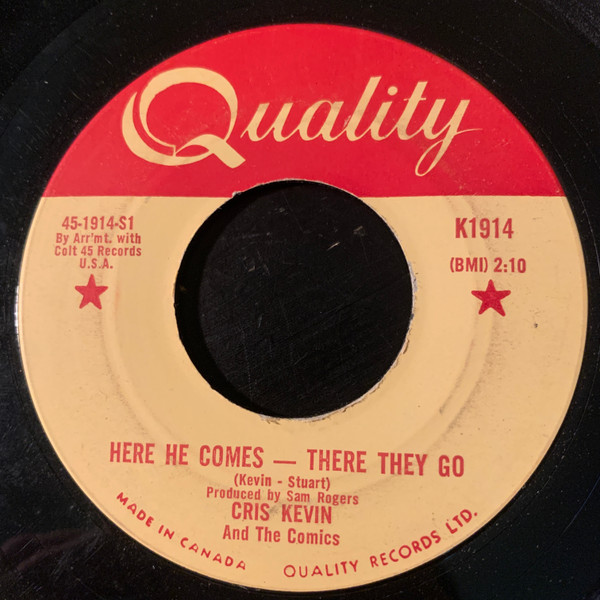 Quality
45-1914-S1
By Arr'mt. with
Colt 45 Records
U.S.A.
K1914
(BMI) 2:10
HERE HE COMES — THERE THEY GO
(Kevin - Stuart)
Produced by Sam Rogers
CRIS KEVIN
And The Comics
MADE IN CANADA QUALITY RECORDS LTD.